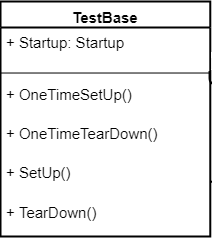 TestBase
+ Startup: Startup
+ OneTimeSetUp()
+ OneTimeTearDown()
+ SetUp()
+ TearDown()